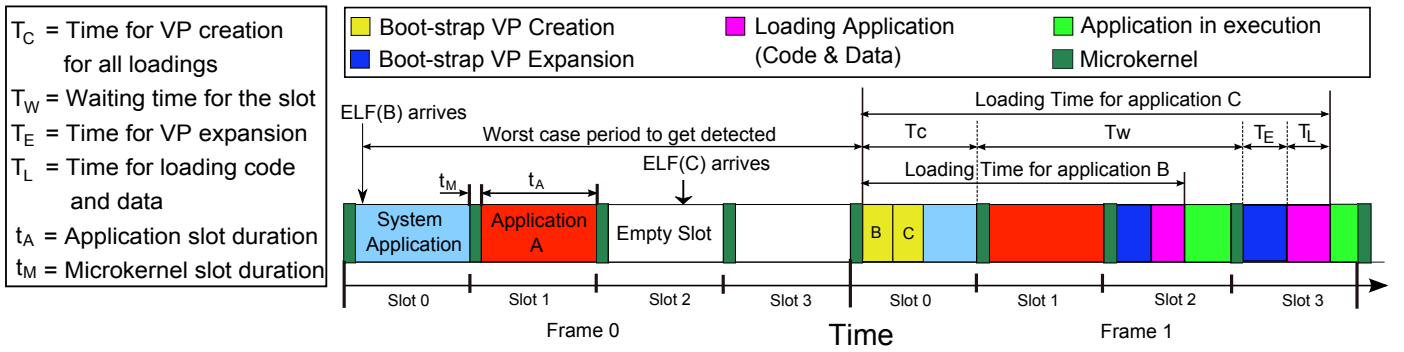 T_C = Time for VP creation
for all loadings
T_W = Waiting time for the slot
T_E = Time for VP expansion
T_L = Time for loading code
and data
t_A = Application slot duration
t_M = Microkernel slot duration
Boot-strap VP Creation
Loading Application
(Code & Data)
Application in execution
Boot-strap VP Expansion
Microkernel
ELF(B) arrives
Worst case period to get detected
ELF(C) arrives
Loading Time for application C
Tc
Tw
T_E
T_L
Loading Time for application B
t_M
t_A
System
Application
Application
A
Empty Slot
B
C
Slot 0
Slot 1
Slot 2
Slot 3
Slot 0
Slot 1
Slot 2
Slot 3
Frame 0
Time
Frame 1